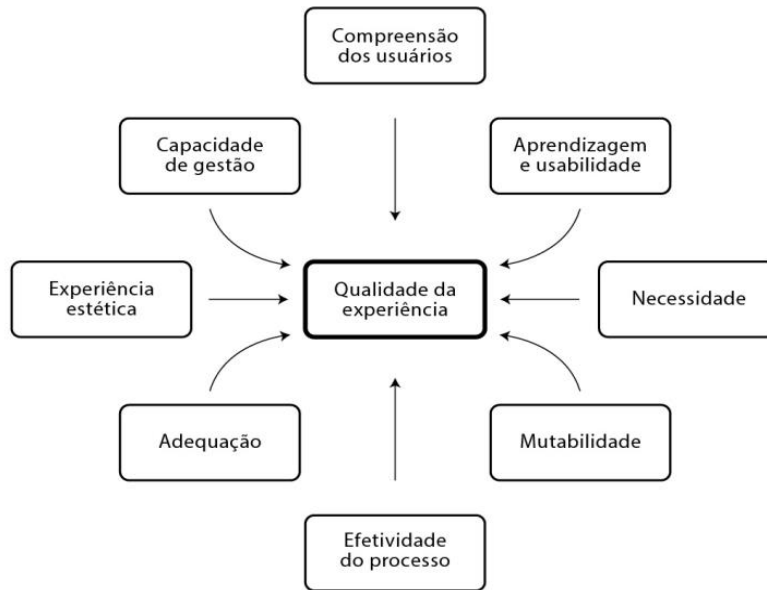 Compreensão
dos usuários
Capacidade
de gestão
Aprendizagem
e usabilidade
Experiência
estética
Qualidade da
experiência
Necessidade
Adequação
Mutabilidade
Efetividade
do processo